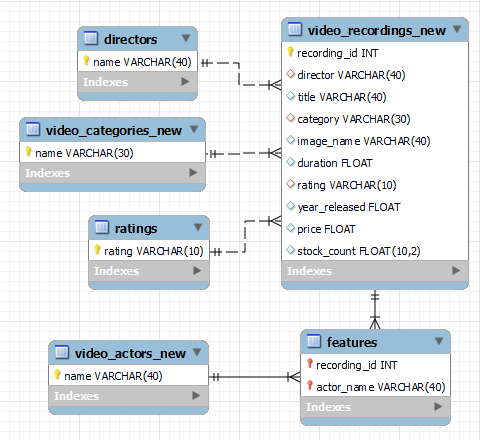 directors
name VARCHAR(40)
Indexes
video_categories_new
name VARCHAR(30)
Indexes
ratings
rating VARCHAR(10)
Indexes
video_actors_new
name VARCHAR(40)
Indexes
video_recordings_new
recording_id INT
director VARCHAR(40)
title VARCHAR(40)
category VARCHAR(30)
image_name VARCHAR(40)
duration FLOAT
rating VARCHAR(10)
year_released FLOAT
price FLOAT
stock_count FLOAT(10,2)
Indexes
features
recording_id INT
actor_name VARCHAR(40)
Indexes